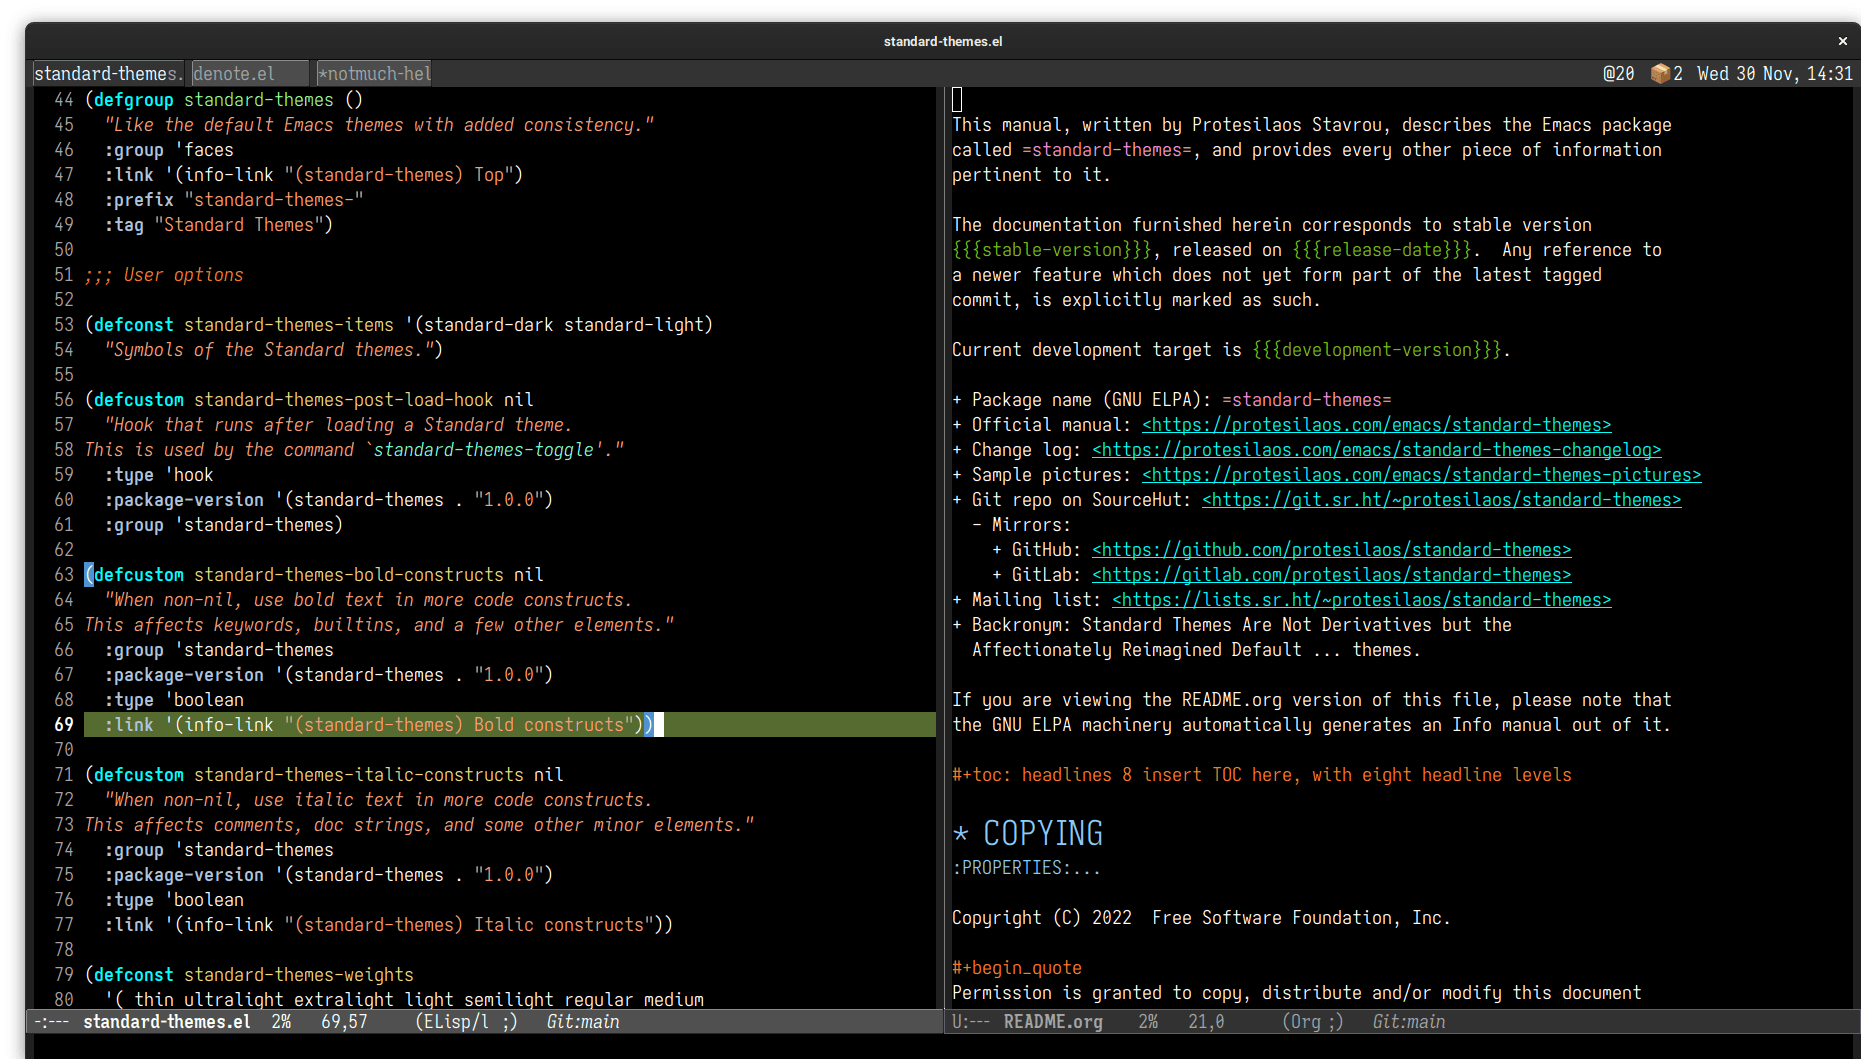 standard-themes.el
standard-themes. denote.el *notmuch-hel @20 📦2 Wed 30 Nov, 14:31
44 (defgroup standard-themes ()
45   "Like the default Emacs themes with added consistency."
46   :group 'faces
47   :link '(info-link "(standard-themes) Top")
48   :prefix "standard-themes-"
49   :tag "Standard Themes")
50
51 ;;; User options
52
53 (defconst standard-themes-items '(standard-dark standard-light)
54   "Symbols of the Standard themes.")
55
56 (defcustom standard-themes-post-load-hook nil
57   "Hook that runs after loading a Standard theme.
58 This is used by the command `standard-themes-toggle'."
59   :type 'hook
60   :package-version '(standard-themes . "1.0.0")
61   :group 'standard-themes)
62
63 (defcustom standard-themes-bold-constructs nil
64   "When non-nil, use bold text in more code constructs.
65 This affects keywords, builtins, and a few other elements."
66   :group 'standard-themes
67   :package-version '(standard-themes . "1.0.0")
68   :type 'boolean
69   :link '(info-link "(standard-themes) Bold constructs"))
70
71 (defcustom standard-themes-italic-constructs nil
72   "When non-nil, use italic text in more code constructs.
73 This affects comments, doc strings, and some other minor elements."
74   :group 'standard-themes
75   :package-version '(standard-themes . "1.0.0")
76   :type 'boolean
77   :link '(info-link "(standard-themes) Italic constructs"))
78
79 (defconst standard-themes-weights
80   '( thin ultralight extralight light semilight regular medium
-:--- standard-themes.el 2% 69,57 (ELisp/l ;) Git:main
This manual, written by Protesilaos Stavrou, describes the Emacs package
called =standard-themes=, and provides every other piece of information
pertinent to it.
The documentation furnished herein corresponds to stable version
{{{stable-version}}}, released on {{{release-date}}}.  Any reference to
a newer feature which does not yet form part of the latest tagged
commit, is explicitly marked as such.
Current development target is {{{development-version}}}.
+ Package name (GNU ELPA): =standard-themes=
+ Official manual: <https://protesilaos.com/emacs/standard-themes>
+ Change log: <https://protesilaos.com/emacs/standard-themes-changelog>
+ Sample pictures: <https://protesilaos.com/emacs/standard-themes-pictures>
+ Git repo on SourceHut: <https://git.sr.ht/~protesilaos/standard-themes>
  - Mirrors:
    + GitHub: <https://github.com/protesilaos/standard-themes>
    + GitLab: <https://gitlab.com/protesilaos/standard-themes>
+ Mailing list: <https://lists.sr.ht/~protesilaos/standard-themes>
+ Backronym: Standard Themes Are Not Derivatives but the
  Affectionately Reimagined Default ... themes.
If you are viewing the README.org version of this file, please note that
the GNU ELPA machinery automatically generates an Info manual out of it.
#+toc: headlines 8 insert TOC here, with eight headline levels
* COPYING
:PROPERTIES:...
Copyright (C) 2022  Free Software Foundation, Inc.
#+begin_quote
Permission is granted to copy, distribute and/or modify this document
U:--- README.org 2% 21,0 (Org ;) Git:main